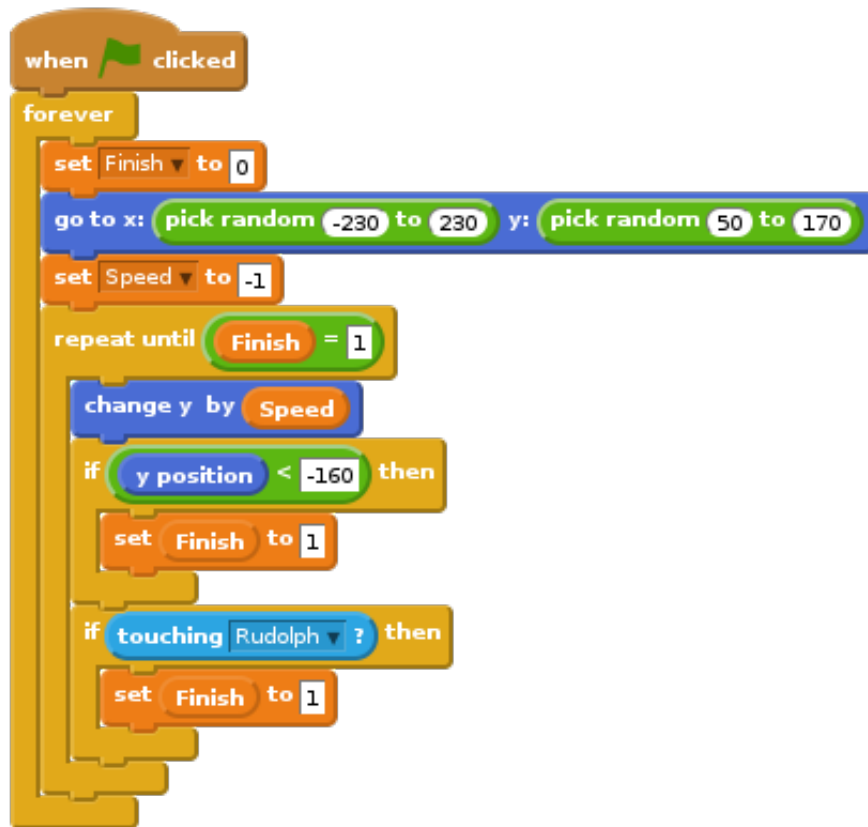 when clicked
forever
set Finish to 0
go to x: pick random -230 to 230 y: pick random 50 to 170
set Speed to -1
repeat until Finish = 1
change y by Speed
if y position < -160 then
set Finish to 1
if touching Rudolph ? then
set Finish to 1